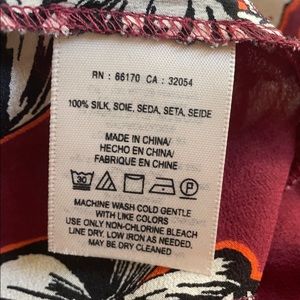 RN : 66170 CA : 32054
100% SILK, SOIE, SEDA, SETA, SEIDE
MADE IN CHINA/
HECHO EN CHINA/
FABRIQUE EN CHINE
30 P
MACHINE WASH COLD GENTLE
WITH LIKE COLORS
USE ONLY NON-CHLORINE BLEACH
LINE DRY. LOW IRON AS NEEDED.
MAY BE DRY CLEANED